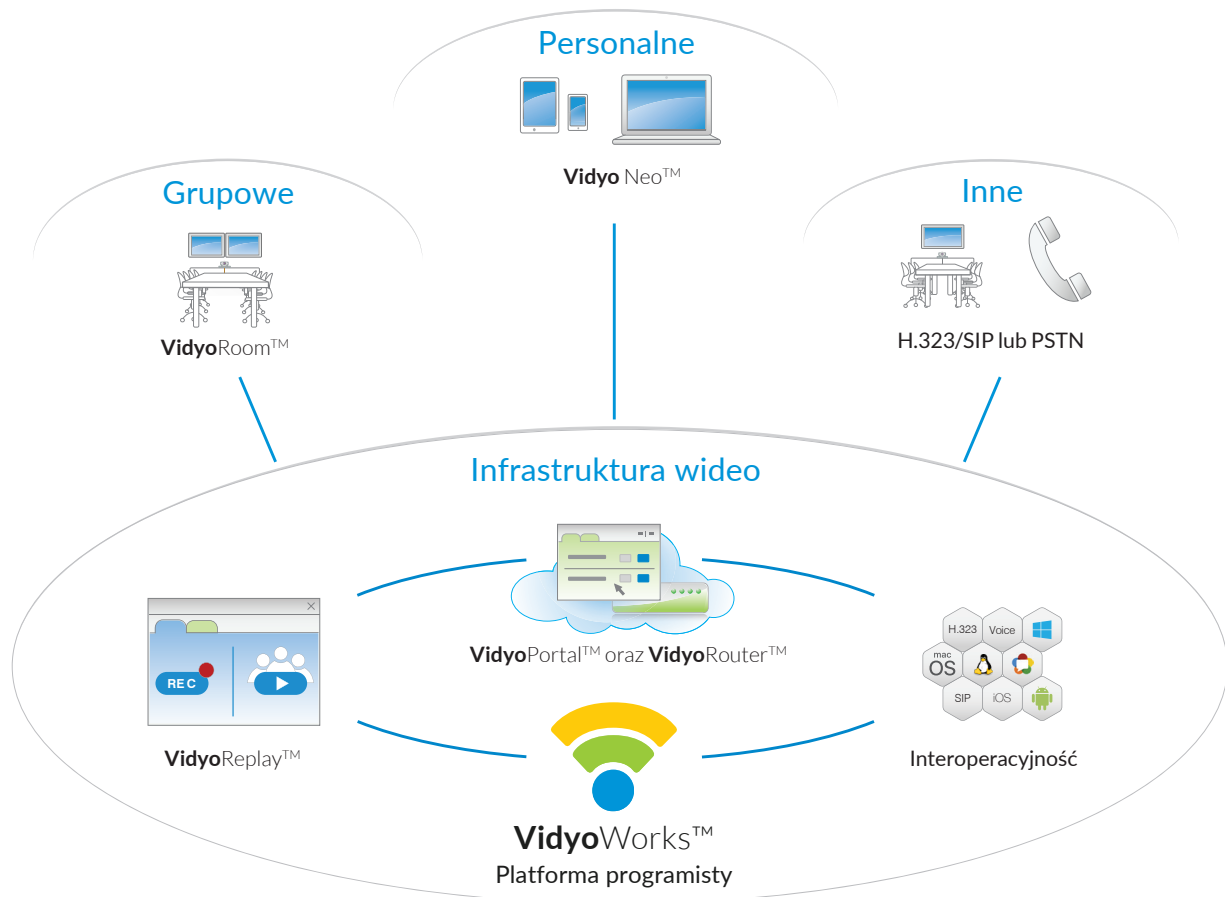 Personalne
Vidyo Neo™
Grupowe
VidyoRoom™
Inne
H.323/SIP lub PSTN
Infrastruktura wideo
REC
VidyoReplay™
VidyoPortal™ oraz VidyoRouter™
H.323
Voice
mac
OS
SIP
iOS
Interoperacyjność
VidyoWorks™
Platforma programisty